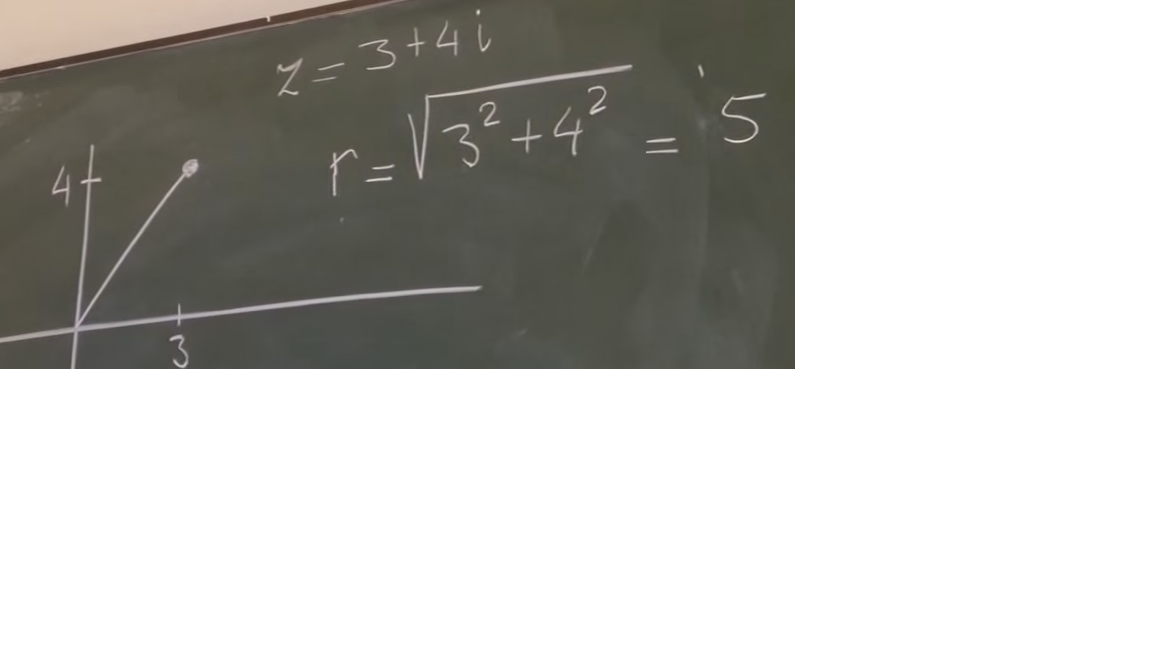 z = 3+4i
r = √3²+4² = 5
4
3